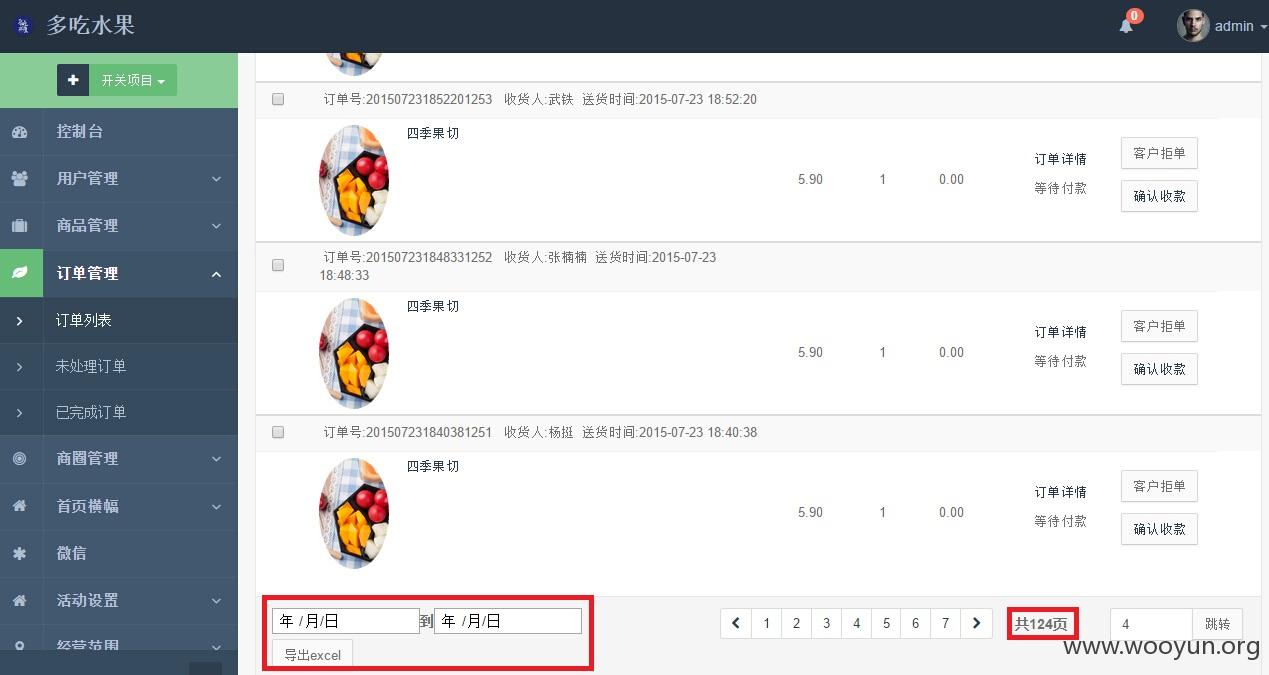 多吃水果
0
admin
开关项目
控制台
用户管理
商品管理
订单管理
订单列表
未处理订单
已完成订单
商圈管理
首页横幅
微信
活动设置
经营范围
订单号:201507231852201253 收货人:武铁 送货时间:2015-07-23 18:52:20
四季果切
5.90 1 0.00
订单详情
等待付款
客户拒单
确认收款
订单号:201507231848331252 收货人:张楠楠 送货时间:2015-07-23
18:48:33
四季果切
5.90 1 0.00
订单详情
等待付款
客户拒单
确认收款
订单号:201507231840381251 收货人:杨挺 送货时间:2015-07-23 18:40:38
四季果切
5.90 1 0.00
订单详情
等待付款
客户拒单
确认收款
年 /月/日 到 年 /月/日
导出excel
1 2 3 4 5 6 7 共124页 4 跳转
www.wooyun.org